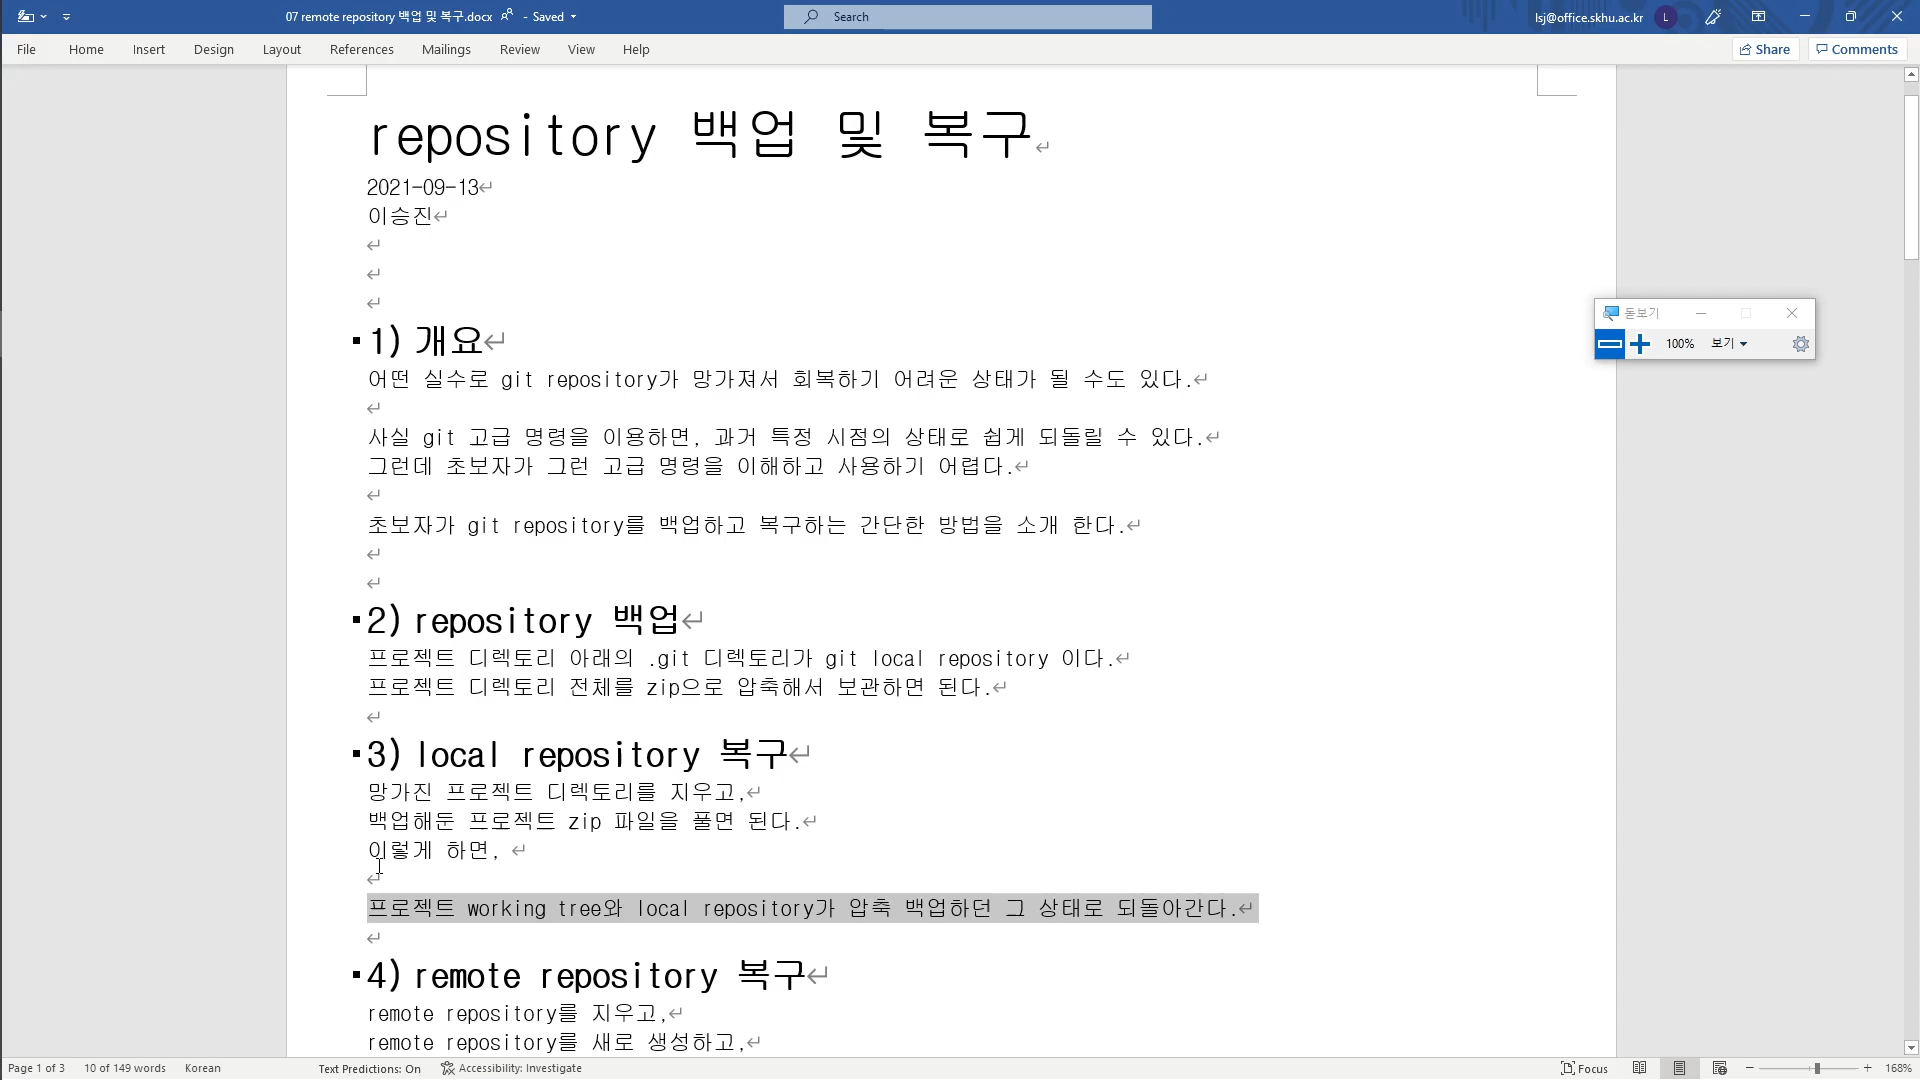 07 remote repository 백업 및 복구.docx - Saved
Search
lsj@office.skhu.ac.kr
L
File Home Insert Design Layout References Mailings Review View Help
Share Comments
repository 백업 및 복구
2021-09-13
이승진
1) 개요
어떤 실수로 git repository가 망가져서 회복하기 어려운 상태가 될 수도 있다.
사실 git 고급 명령을 이용하면, 과거 특정 시점의 상태로 쉽게 되돌릴 수 있다.
그런데 초보자가 그런 고급 명령을 이해하고 사용하기 어렵다.
초보자가 git repository를 백업하고 복구하는 간단한 방법을 소개 한다.
2) repository 백업
프로젝트 디렉토리 아래의 .git 디렉토리가 git local repository 이다.
프로젝트 디렉토리 전체를 zip으로 압축해서 보관하면 된다.
3) local repository 복구
망가진 프로젝트 디렉토리를 지우고,
백업해둔 프로젝트 zip 파일을 풀면 된다.
이렇게 하면,
프로젝트 working tree와 local repository가 압축 백업하던 그 상태로 되돌아간다.
4) remote repository 복구
remote repository를 지우고,
remote repository를 새로 생성하고,
돋보기
100% 보기
Page 1 of 3 10 of 149 words Korean Text Predictions: On Accessibility: Investigate Focus 168%